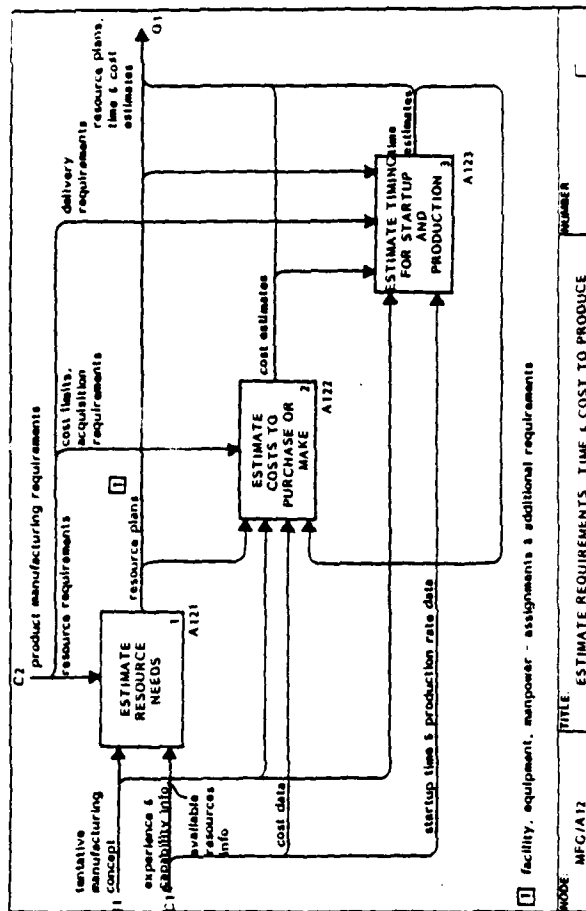 C2
product manufacturing requirements
resource requirements
cost limits,
acquisition
requirements
delivery
requirements
resource plans,
time & cost
estimates
O1
tentative
manufacturing
concept
I1
experience &
capability info
C1
available
resources
info
ESTIMATE
RESOURCE
NEEDS
1
A121
resource plans
1
cost data
ESTIMATE
COSTS TO
PURCHASE OR
MAKE
2
A122
cost estimates
startup time & production rate data
ESTIMATE TIMING
FOR STARTUP
AND
PRODUCTION
3
A123
time
estimates
1 facility, equipment, manpower - assignments & additional requirements
NODE: MFG/A12
TITLE: ESTIMATE REQUIREMENTS, TIME & COST TO PRODUCE
NUMBER